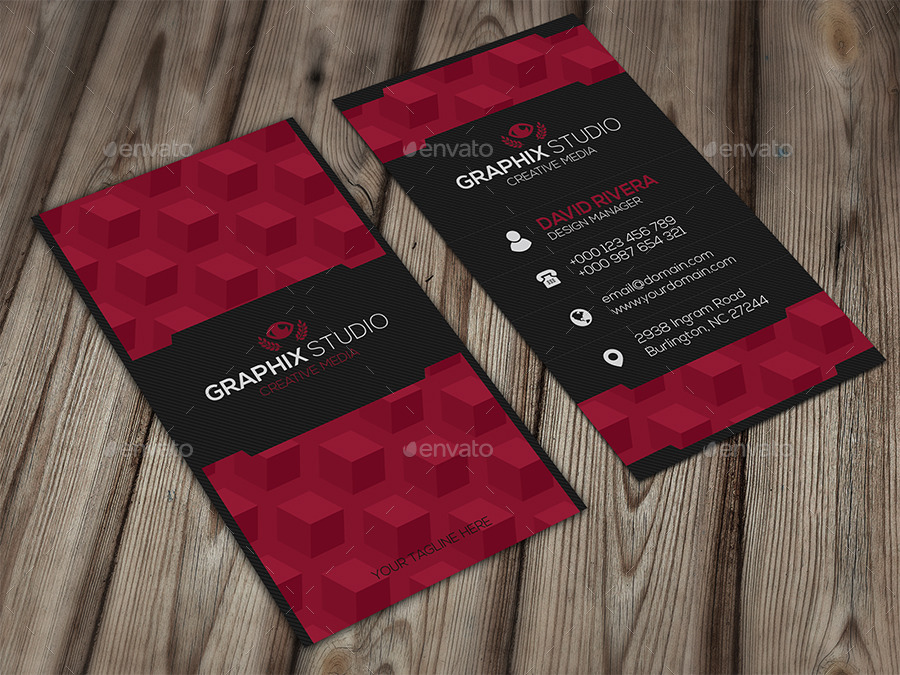 GRAPHIX STUDIO
CREATIVE MEDIA
YOUR TAGLINE HERE
GRAPHIX STUDIO
CREATIVE MEDIA
DAVID RIVERA
DESIGN MANAGER
+000 123 456 789
+000 987 654 321
email@domain.com
www.yourdomain.com
2938 Ingram Road
Burlington, NC 27244
envato
envato
envato
envato
envato
envato
envato